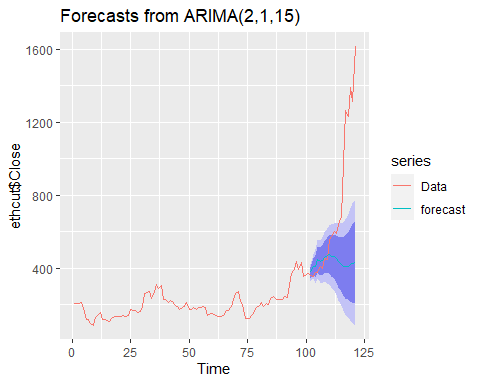 Forecasts from ARIMA(2,1,15)
1600
1200
800
400
ethcut$Close
0
25
50
75
100
125
Time
series
Data
forecast